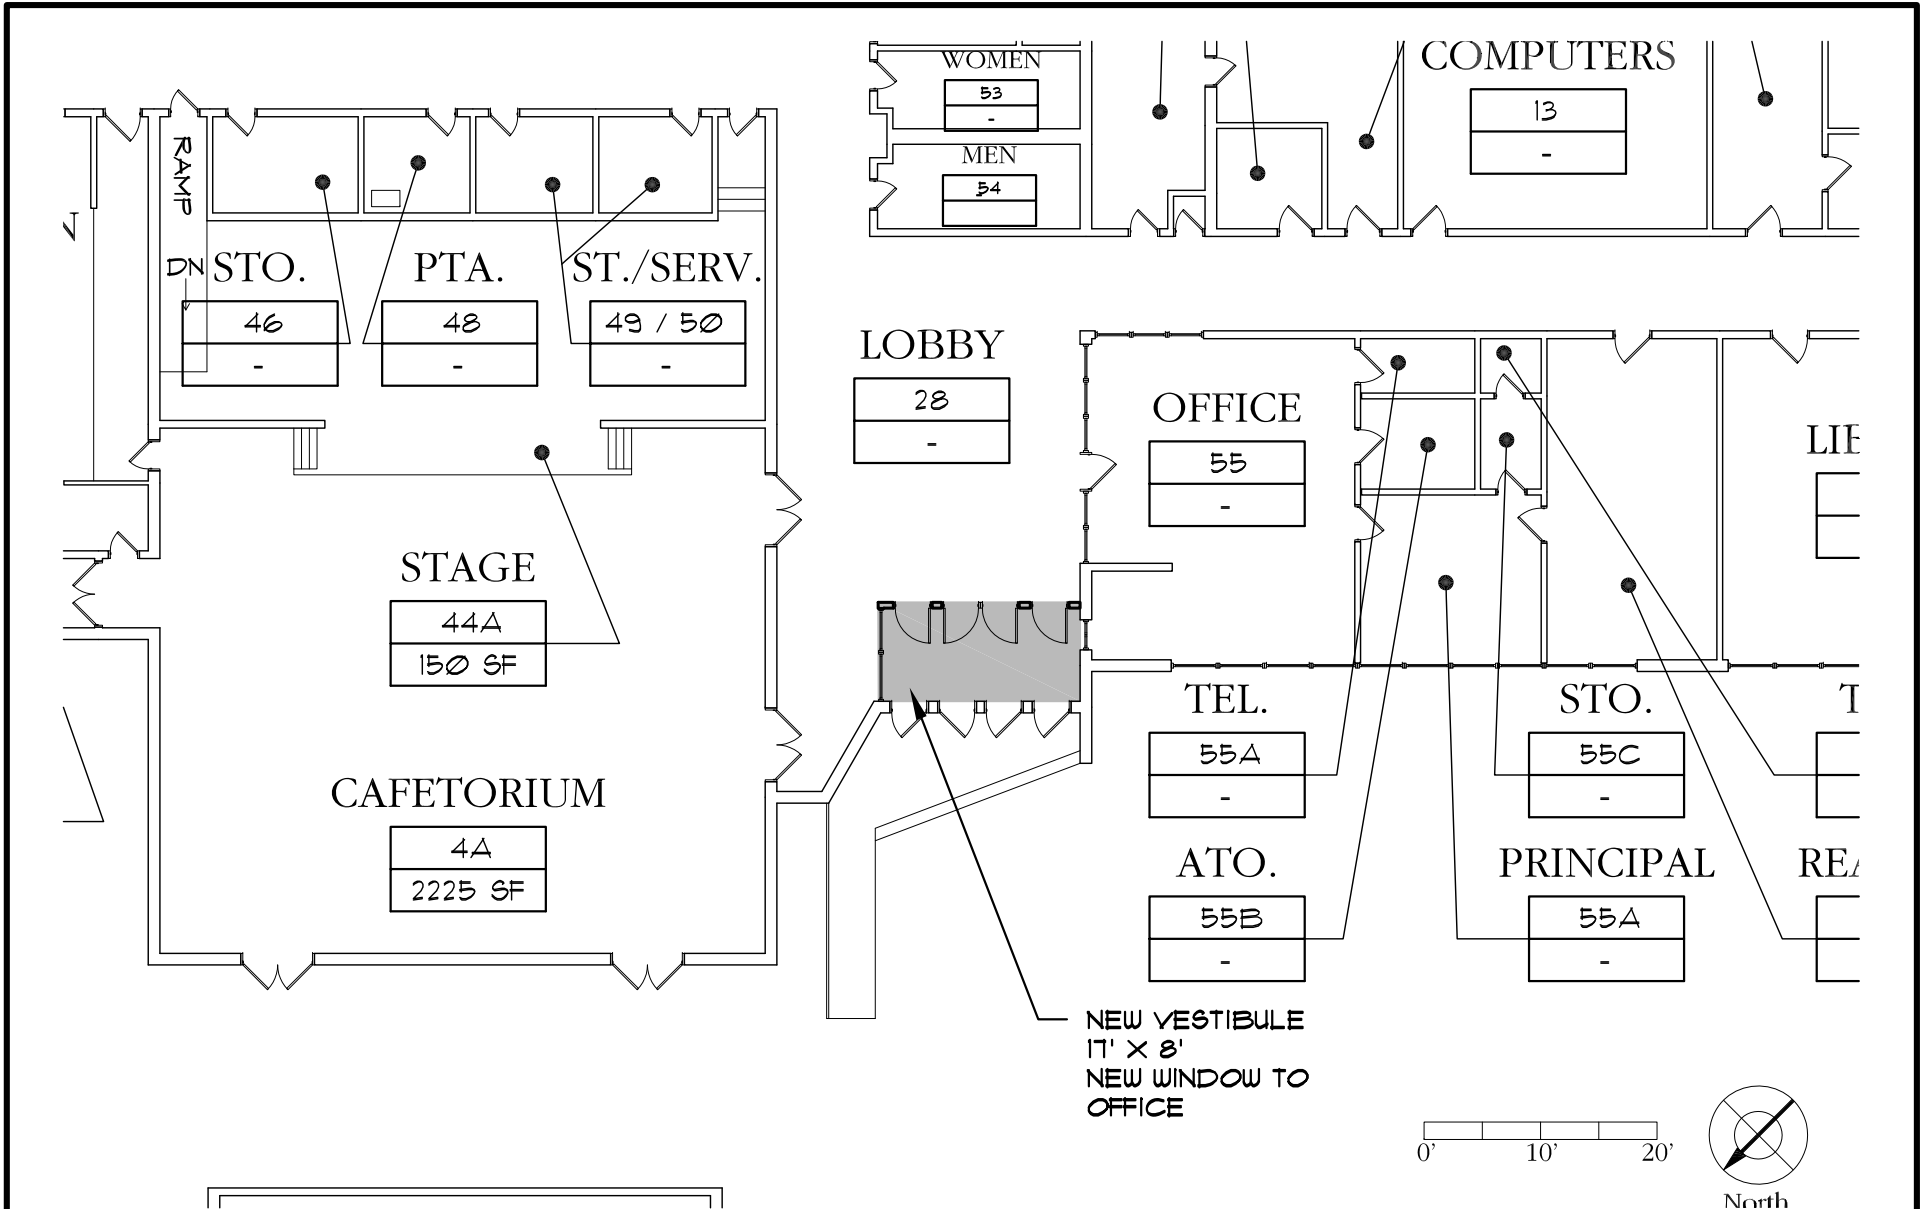 WOMEN
53
-
MEN
54
COMPUTERS
13
-
RAMP
DN
STO.
46
-
PTA.
48
-
ST./SERV.
49 / 50
-
LOBBY
28
-
OFFICE
55
-
LIB
STAGE
44A
150 SF
CAFETORIUM
4A
2225 SF
TEL.
55A
-
STO.
55C
-
T
ATO.
55B
-
PRINCIPAL
55A
-
REA
NEW VESTIBULE
17' X 8'
NEW WINDOW TO
OFFICE
0' 10' 20'
North